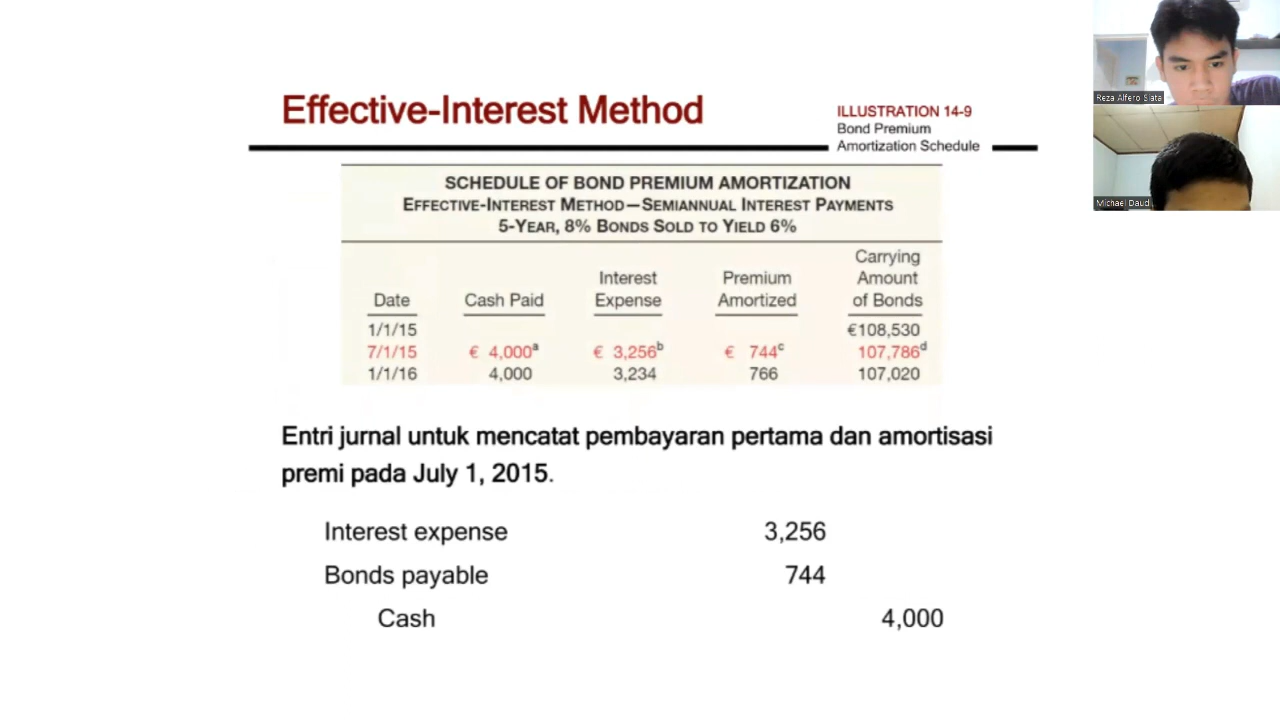 Effective-Interest Method
ILLUSTRATION 14-9
Bond Premium
Amortization Schedule
SCHEDULE OF BOND PREMIUM AMORTIZATION
EFFECTIVE-INTEREST METHOD—SEMIANNUAL INTEREST PAYMENTS
5-YEAR, 8% BONDS SOLD TO YIELD 6%
Date Cash Paid Interest Expense Premium Amortized Carrying Amount of Bonds
1/1/15 €108,530
7/1/15 € 4,000a € 3,256b € 744c 107,786d
1/1/16 4,000 3,234 766 107,020
Entri jurnal untuk mencatat pembayaran pertama dan amortisasi
premi pada July 1, 2015.
Interest expense 3,256
Bonds payable 744
Cash 4,000
Reza Alfero Siata
Michael Daud